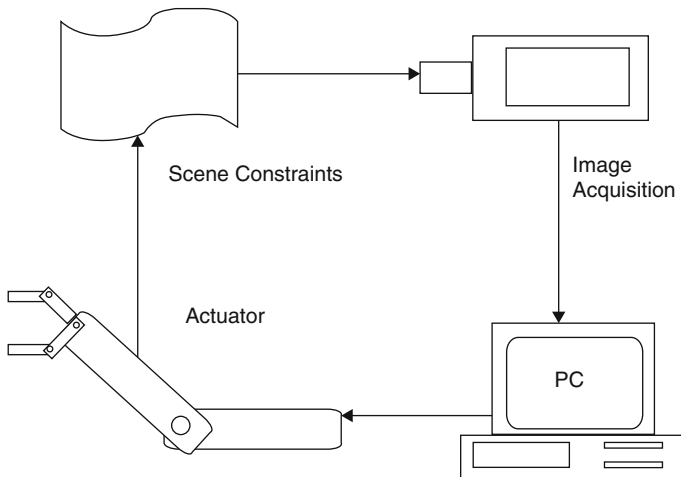 Scene Constraints
Image
Acquisition
Actuator
PC